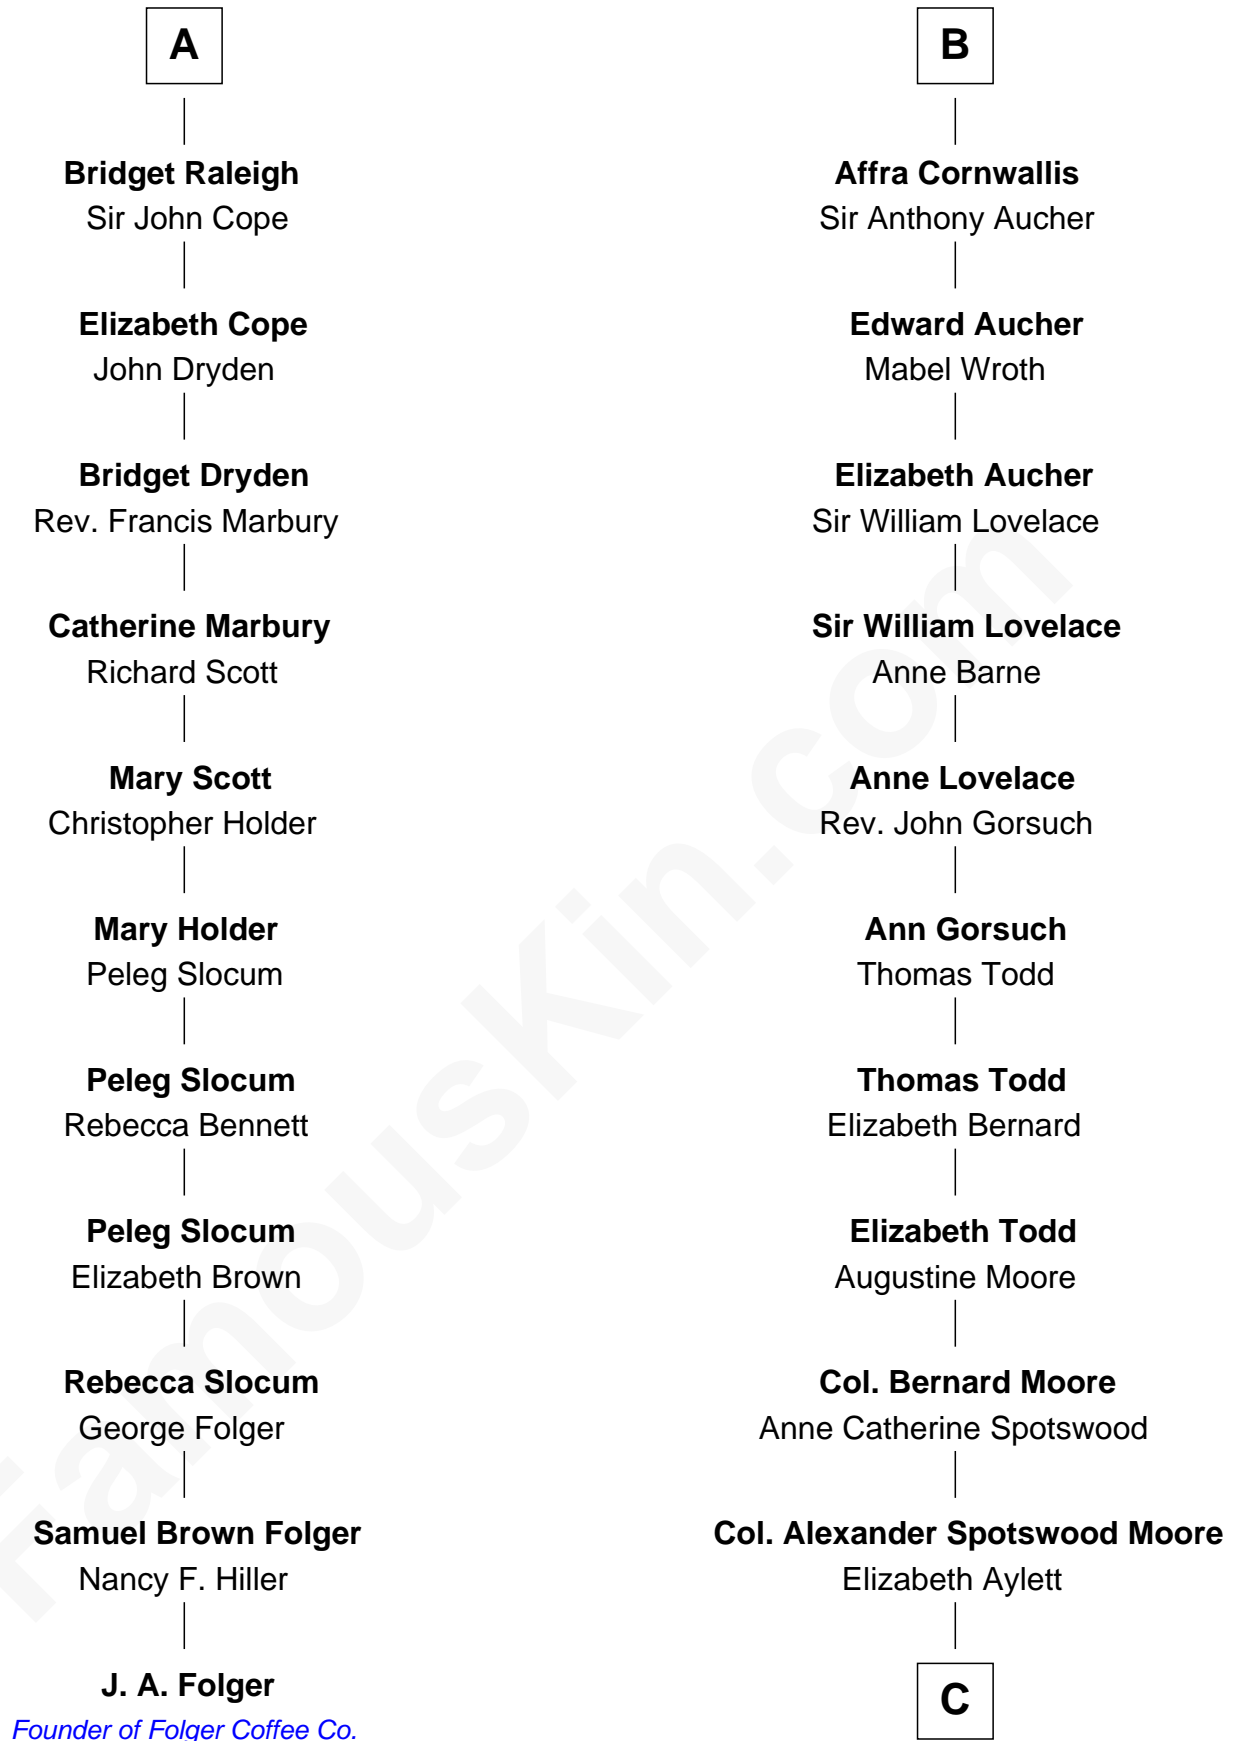 A
Bridget Raleigh
Sir John Cope
Elizabeth Cope
John Dryden
Bridget Dryden
Rev. Francis Marbury
Catherine Marbury
Richard Scott
Mary Scott
Christopher Holder
Mary Holder
Peleg Slocum
Peleg Slocum
Rebecca Bennett
Peleg Slocum
Elizabeth Brown
Rebecca Slocum
George Folger
Samuel Brown Folger
Nancy F. Hiller
J. A. Folger
Founder of Folger Coffee Co.
B
Affra Cornwallis
Sir Anthony Aucher
Edward Aucher
Mabel Wroth
Elizabeth Aucher
Sir William Lovelace
Sir William Lovelace
Anne Barne
Anne Lovelace
Rev. John Gorsuch
Ann Gorsuch
Thomas Todd
Thomas Todd
Elizabeth Bernard
Elizabeth Todd
Augustine Moore
Col. Bernard Moore
Anne Catherine Spotswood
Col. Alexander Spotswood Moore
Elizabeth Aylett
C
FamousKin.com